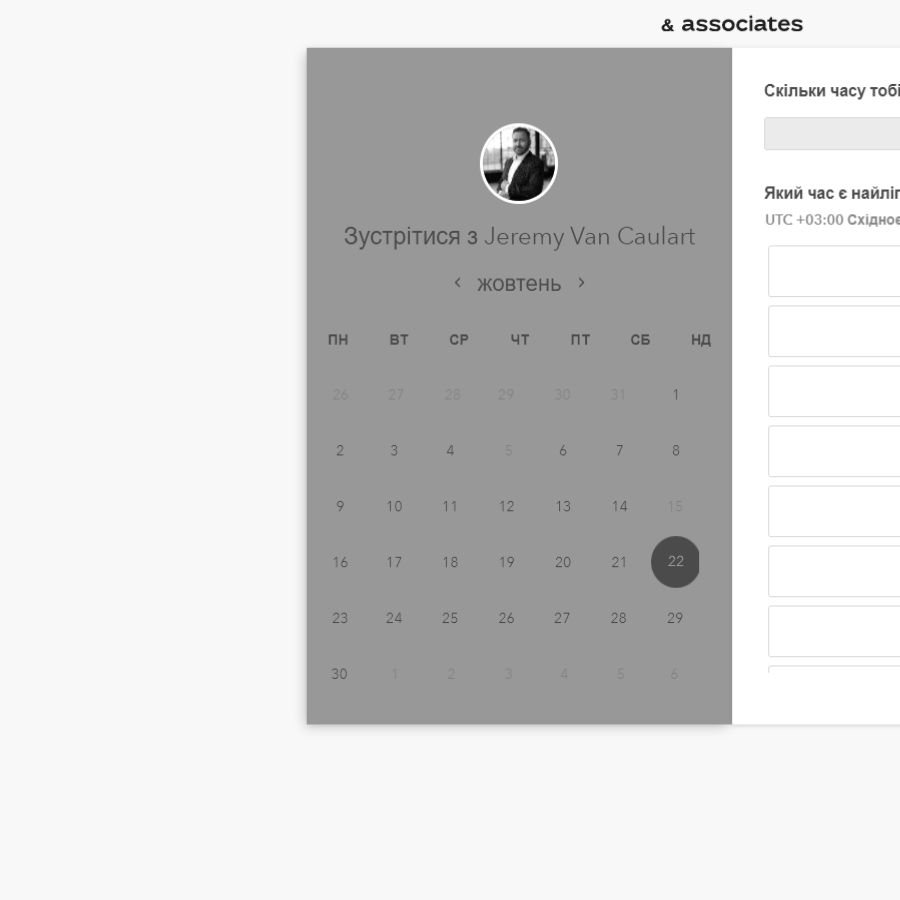 & associates
Зустрітися з Jeremy Van Caulart
жовтень
ПН ВТ СР ЧТ ПТ СБ НД
26 27 28 29 30 31 1
2 3 4 5 6 7 8
9 10 11 12 13 14 15
16 17 18 19 20 21 22
23 24 25 26 27 28 29
30 1 2 3 4 5 6
Скільки часу тобі
Який час є
UTC +03:00